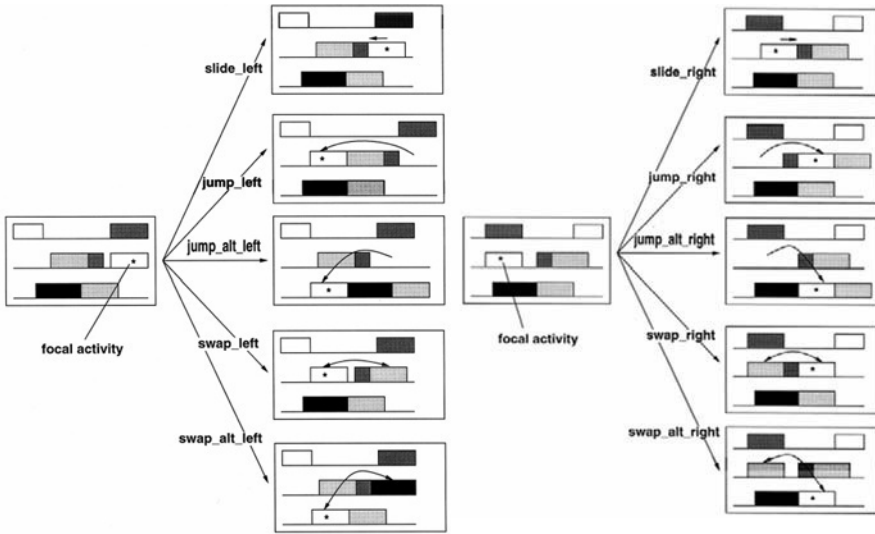 slide_left
jump_left
jump_alt_left
focal activity
swap_left
swap_alt_left
slide_right
jump_right
jump_alt_right
focal activity
swap_right
swap_alt_right